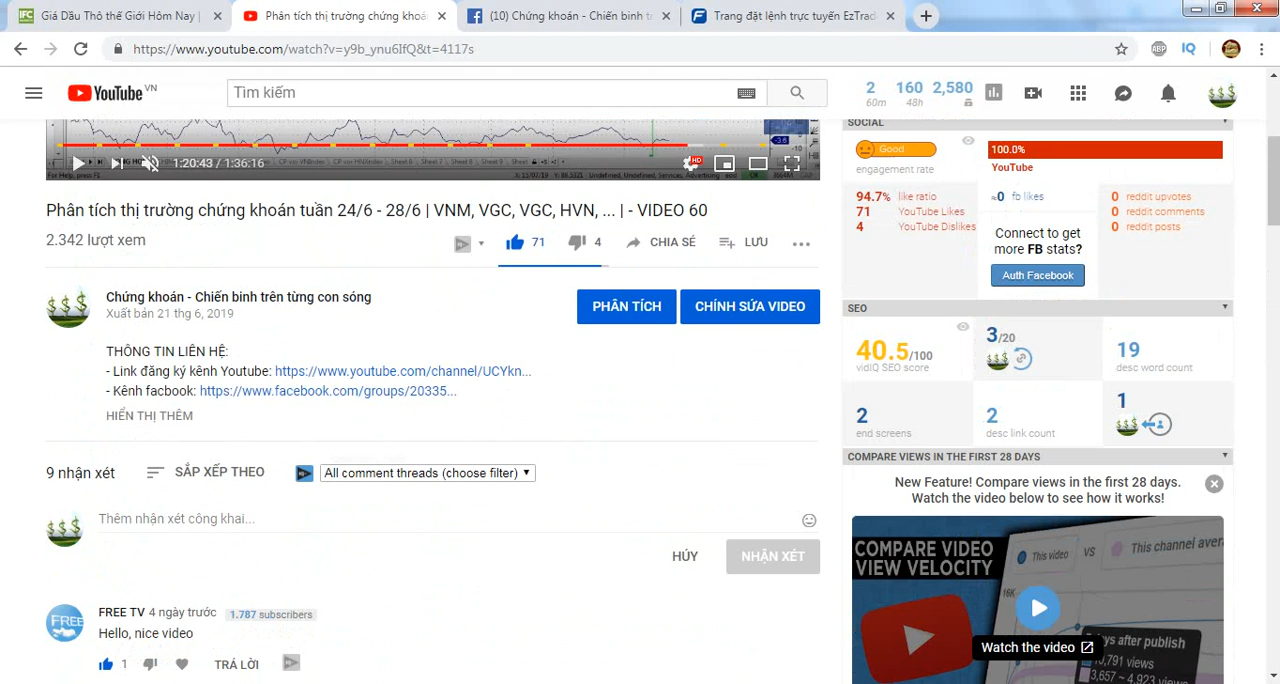 Giá Dầu Thô thế Giới Hôm Nay |
Phân tích thị trường chứng khoá
(10) Chứng khoán - Chiến binh t
Trang đặt lệnh trực tuyến EzTrad
https://www.youtube.com/watch?v=y9b_ynu6IfQ&t=4117s
ABP
IQ
YouTube VN
Tìm kiếm
2 160 2,580
60m 48h
1:20:43 / 1:36:16
HD
Phân tích thị trường chứng khoán tuần 24/6 - 28/6 | VNM, VGC, VGC, HVN, ... | - VIDEO 60
2.342 lượt xem
71
4
CHIA SẺ
LƯU
Chứng khoán - Chiến binh trên từng con sóng
Xuất bản 21 thg 6, 2019
PHÂN TÍCH
CHỈNH SỬA VIDEO
THÔNG TIN LIÊN HỆ:
- Link đăng ký kênh Youtube: https://www.youtube.com/channel/UCYkn...
- Kênh facbook: https://www.facebook.com/groups/20335...
HIỂN THỊ THÊM
9 nhận xét
SẮP XẾP THEO
All comment threads (choose filter)
Thêm nhận xét công khai...
HỦY
NHẬN XÉT
FREE TV 4 ngày trước 1.787 subscribers
FREE
Hello, nice video
1
TRẢ LỜI
SOCIAL
Good
engagement rate
100.0%
YouTube
94.7% like ratio
71 YouTube Likes
4 YouTube Dislikes
≈0 fb likes
Connect to get
more FB stats?
Auth Facebook
0 reddit upvotes
0 reddit comments
0 reddit posts
SEO
40.5/100
vidIQ SEO score
3/20
19
desc word count
2
end screens
2
desc link count
1
COMPARE VIEWS IN THE FIRST 28 DAYS
New Feature! Compare views in the first 28 days.
Watch the video below to see how it works!
COMPARE VIDEO
VIEW VELOCITY
This video VS This channel aver
16K
Watch the video
days after publish
3,791 views
3,657 ~ 4,923 views